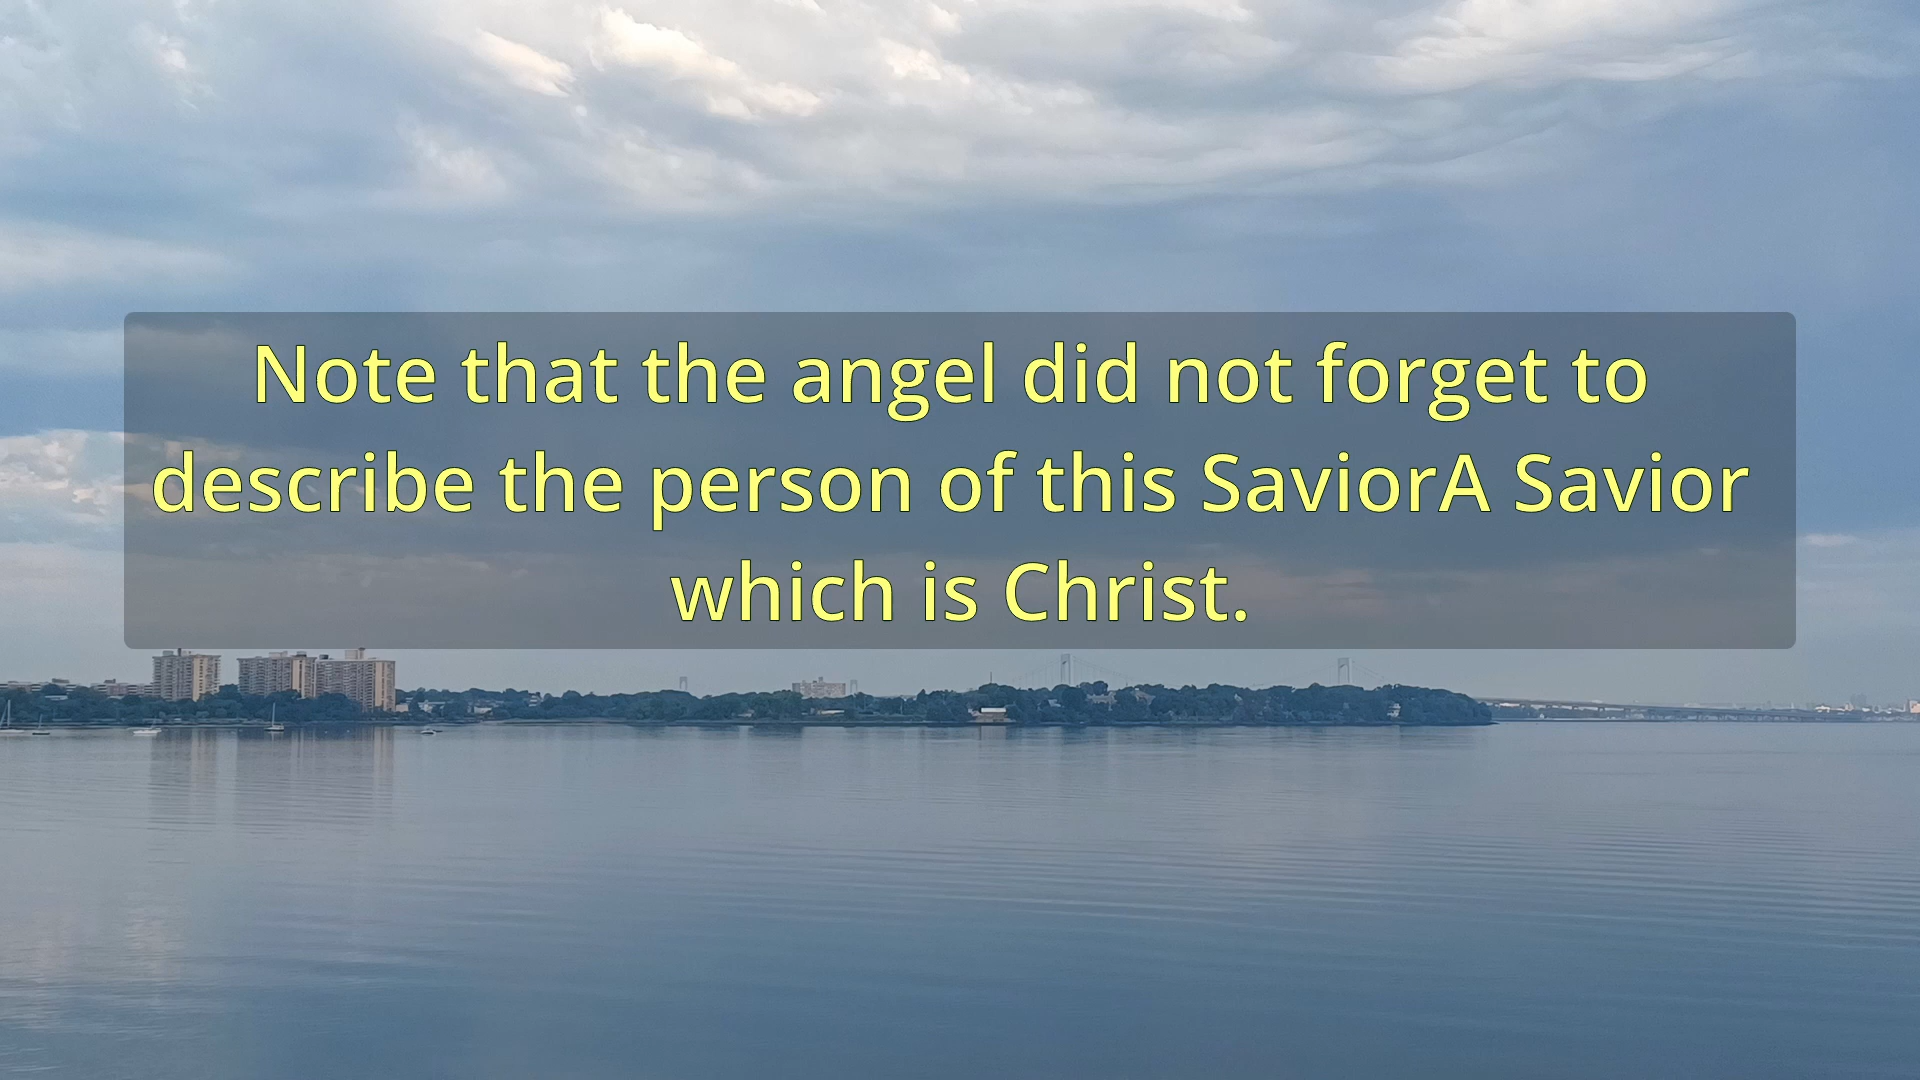 Note that the angel did not forget to
describe the person of this SaviorA Savior
which is Christ.